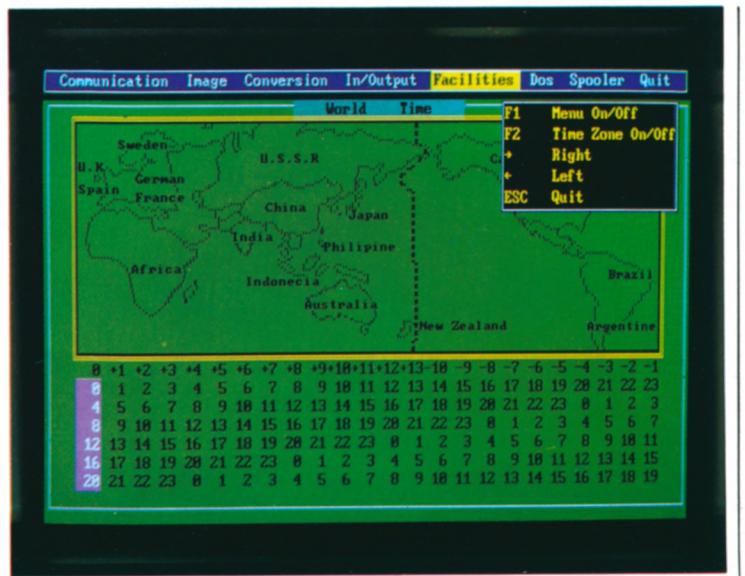 Communication Image Conversion In/Output Facilities Dos Spooler Quit
World Time
F1 Menu On/Off
F2 Time Zone On/Off
→ Right
← Left
ESC Quit
Sweden
U.S.S.R
Ca
U.K
German
Spain
France
China
Japan
India
Philipine
Africa
Indonecia
Brazil
Australia
New Zealand
Argentine
0 +1 +2 +3 +4 +5 +6 +7 +8 +9+10+11+12+13-10 -9 -8 -7 -6 -5 -4 -3 -2 -1
0 1 2 3 4 5 6 7 8 9 10 11 12 13 14 15 16 17 18 19 20 21 22 23
4 5 6 7 8 9 10 11 12 13 14 15 16 17 18 19 20 21 22 23 0 1 2 3
8 9 10 11 12 13 14 15 16 17 18 19 20 21 22 23 0 1 2 3 4 5 6 7
12 13 14 15 16 17 18 19 20 21 22 23 0 1 2 3 4 5 6 7 8 9 10 11
16 17 18 19 20 21 22 23 0 1 2 3 4 5 6 7 8 9 10 11 12 13 14 15
20 21 22 23 0 1 2 3 4 5 6 7 8 9 10 11 12 13 14 15 16 17 18 19